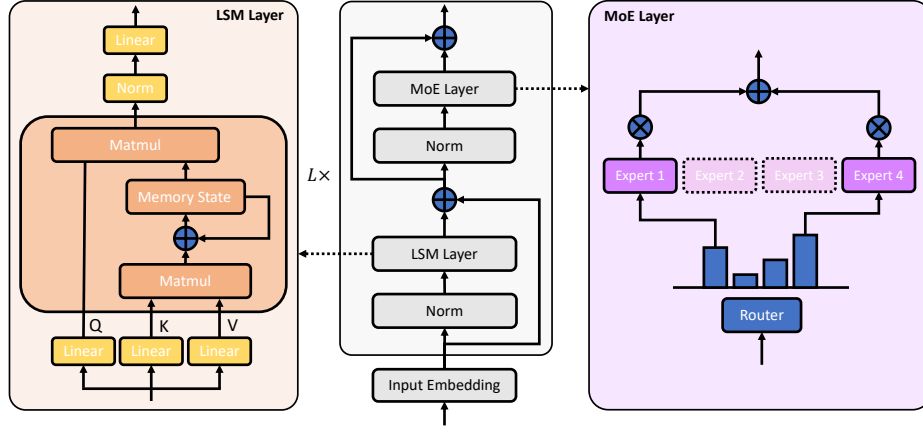 LSM Layer
Linear
Norm
Matmul
Memory State
Matmul
Q
K
V
Linear
Linear
Linear
L×
MoE Layer
Norm
LSM Layer
Norm
Input Embedding
MoE Layer
Expert 1
Expert 2
Expert 3
Expert 4
Router